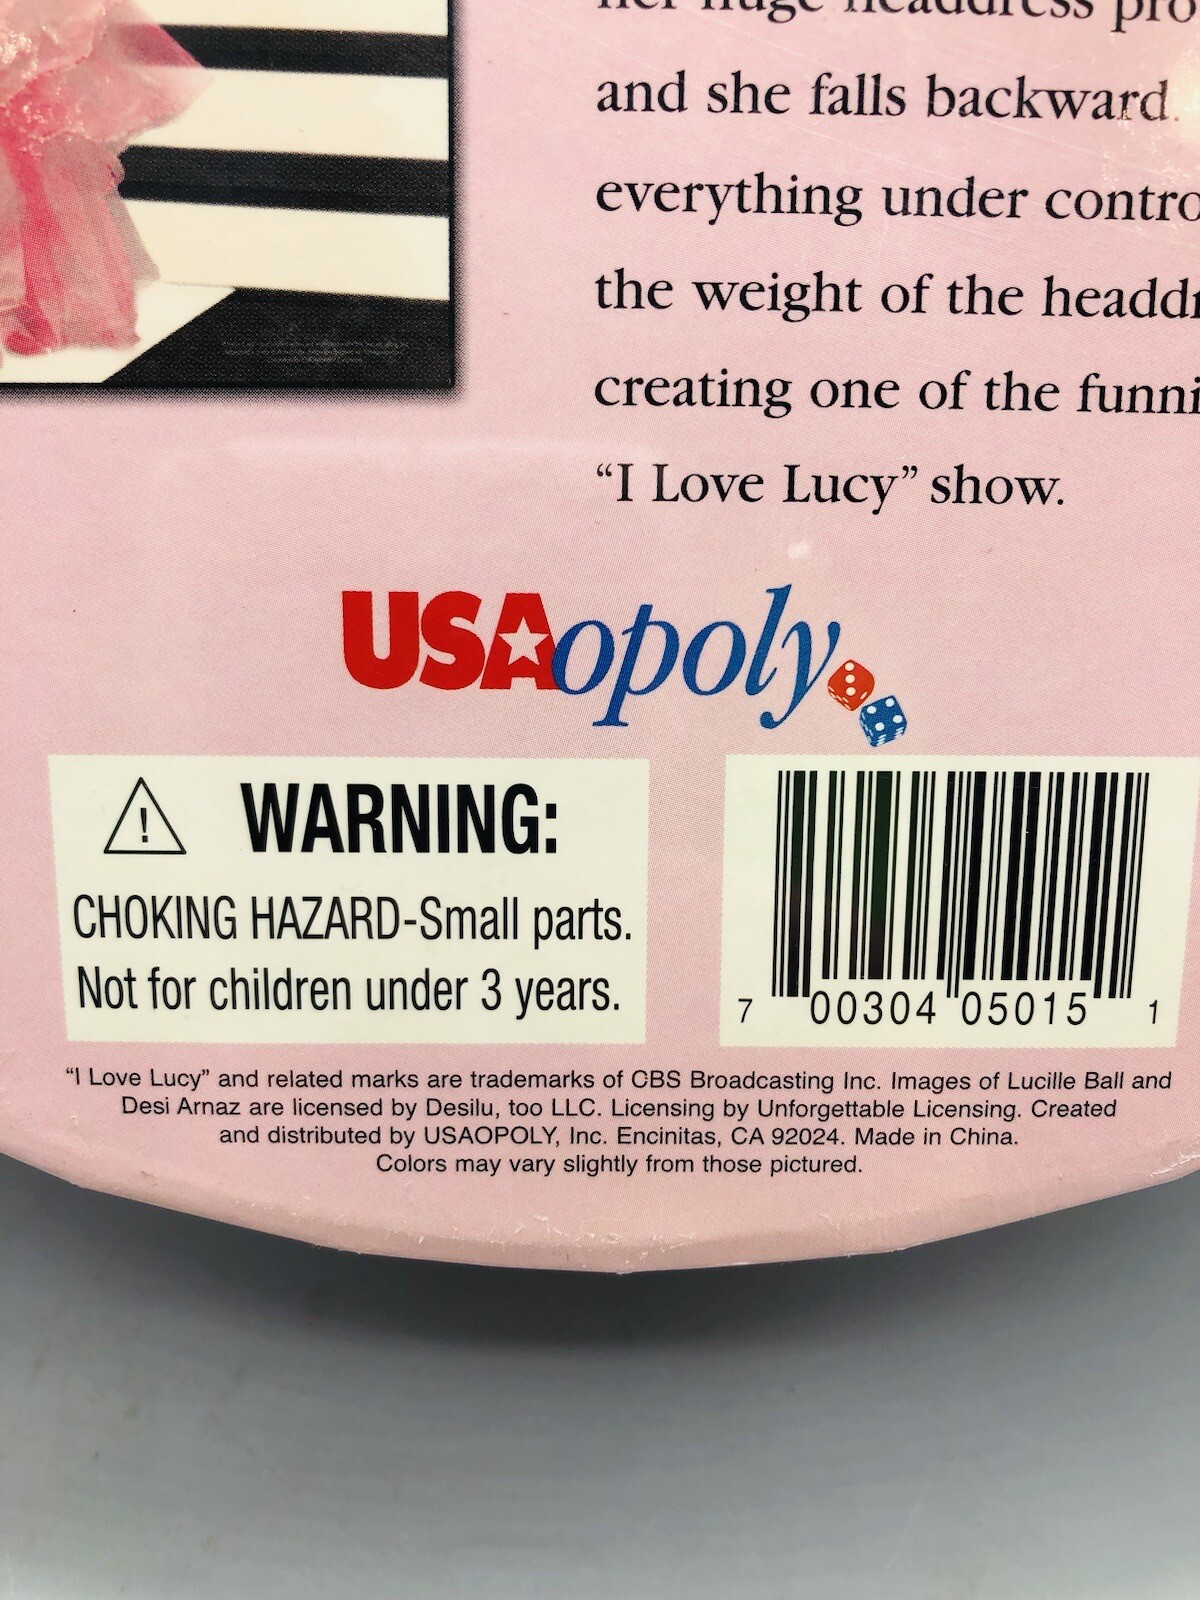 her huge headdress
and she falls backward.
everything under
the weight of the
creating one of the
"I Love Lucy" show.
USAopoly
WARNING:
CHOKING HAZARD-Small parts.
Not for children under 3 years.
7 00304 05015 1
"I Love Lucy" and related marks are trademarks of CBS Broadcasting Inc. Images of Lucille Ball and
Desi Arnaz are licensed by Desilu, too LLC. Licensing by Unforgettable Licensing. Created
and distributed by USAOPOLY, Inc. Encinitas, CA 92024. Made in China.
Colors may vary slightly from those pictured.